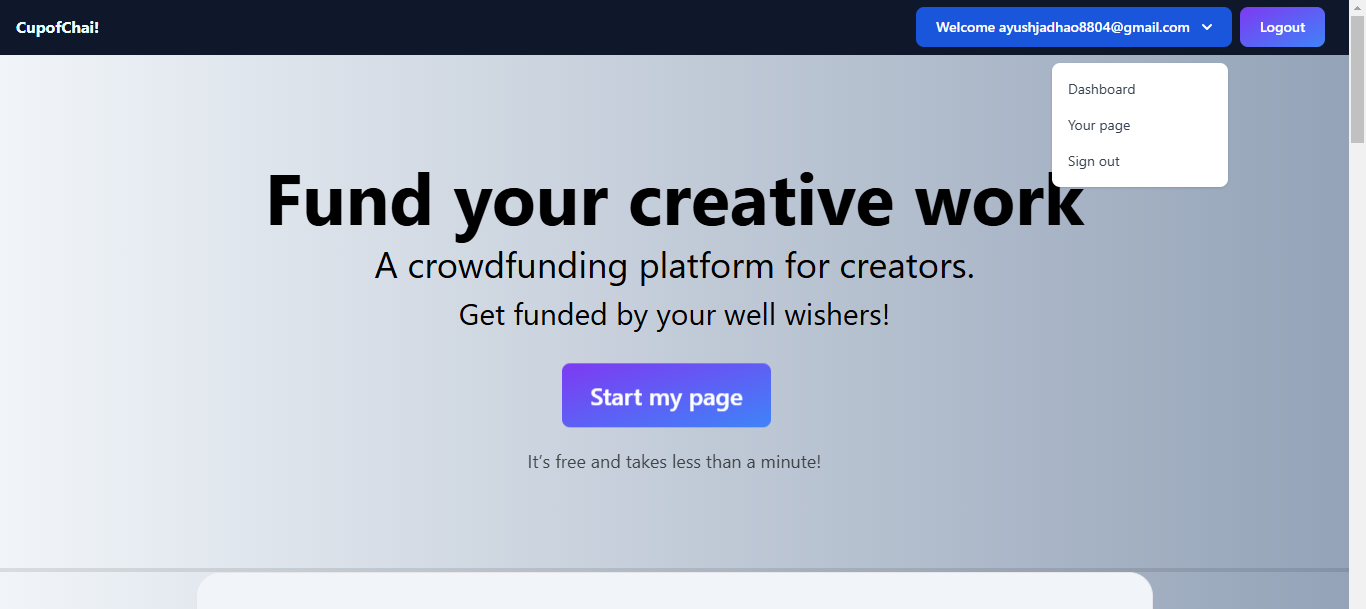 CupofChai!
Welcome ayushjadhao8804@gmail.com
Logout
Dashboard
Your page
Sign out
Fund your creative work
A crowdfunding platform for creators.
Get funded by your well wishers!
Start my page
It’s free and takes less than a minute!